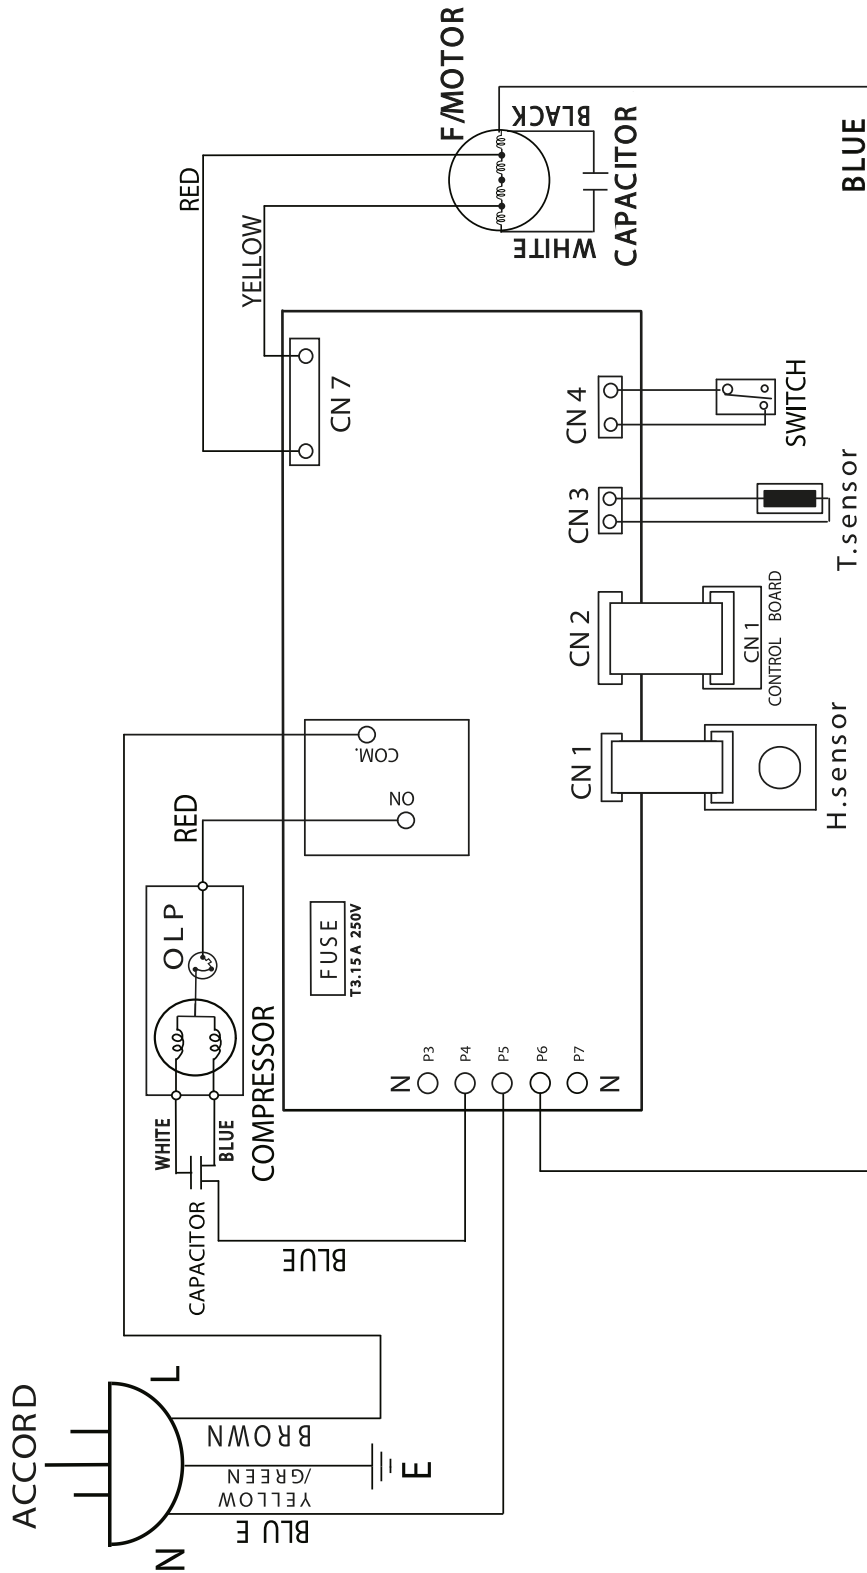 ACCORD
L
N
BROWN
YELLOW
/GREEN
BLUE
E
CAPACITOR
WHITE
BLUE
BLUE
COMPRESSOR
OLP
RED
COM.
NO
FUSE
T3.15 A 250V
N
P3
P4
P5
P6
P7
N
CN 7
RED
YELLOW
F/MOTOR
BLACK
WHITE
CAPACITOR
BLUE
CN 1
H.sensor
CN 2
CN 1
CONTROL BOARD
CN 3
T.sensor
CN 4
SWITCH